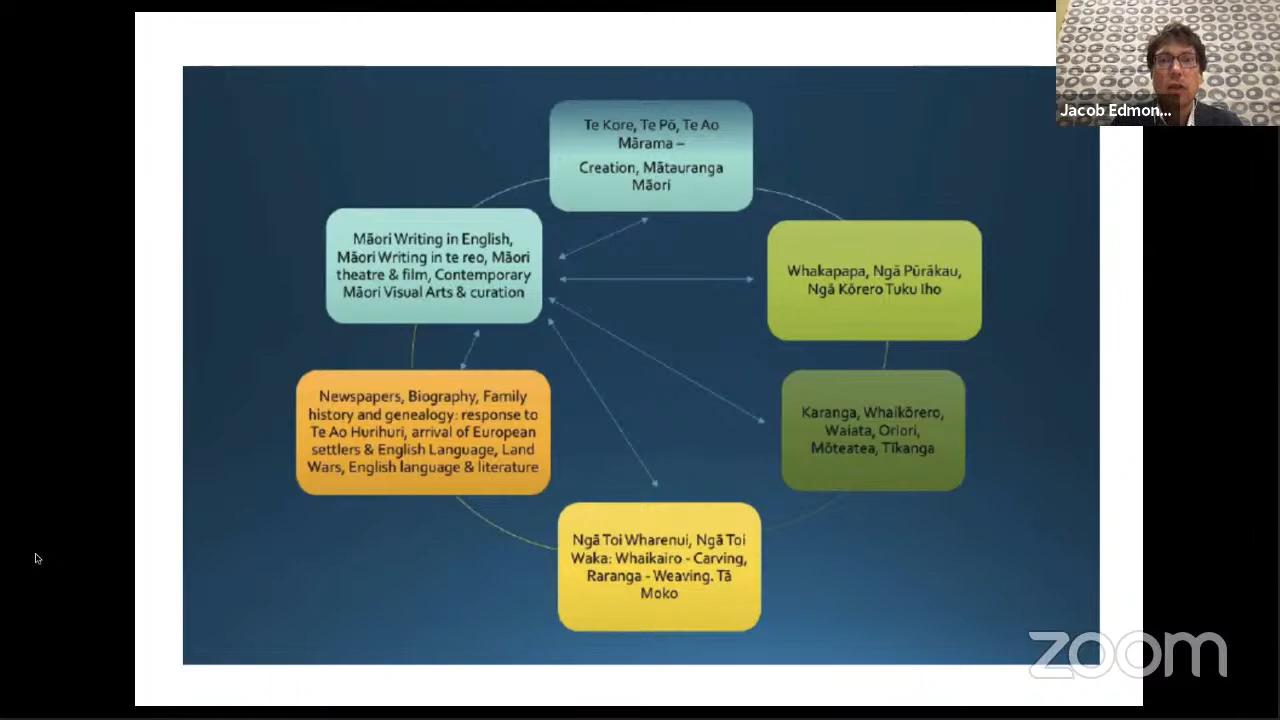 Te Kore, Te Pō, Te Ao
Mārama –
Creation, Mātauranga
Māori
Māori Writing in English,
Māori Writing in te reo, Māori
theatre & film, Contemporary
Māori Visual Arts & curation
Whakapapa, Ngā Pūrākau,
Ngā Kōrero Tuku Iho
Newspapers, Biography, Family
history and genealogy: response to
Te Ao Hurihuri, arrival of European
settlers & English Language, Land
Wars, English language & literature
Karanga, Whaikōrero,
Waiata, Oriori,
Mōteatea, Tīkanga
Ngā Toi Wharenui, Ngā Toi
Waka: Whaikairo - Carving,
Raranga - Weaving. Tā
Moko
Jacob Edmon...
zoom